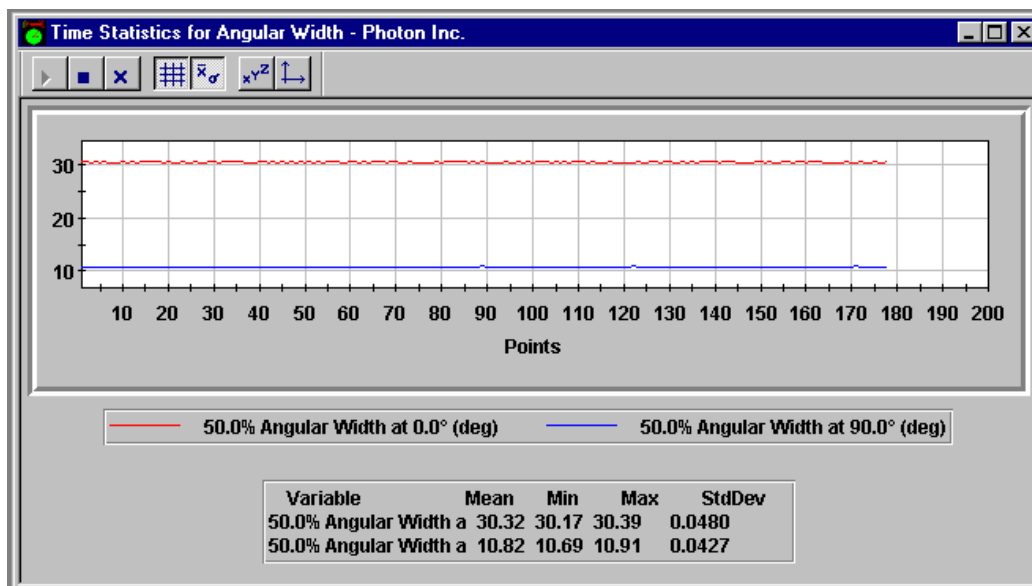 Time Statistics for Angular Width - Photon Inc.
x̄σ xYZ
30
20
10
10 20 30 40 50 60 70 80 90 100 110 120 130 140 150 160 170 180 190 200
Points
50.0% Angular Width at 0.0° (deg) 50.0% Angular Width at 90.0° (deg)
Variable Mean Min Max StdDev
50.0% Angular Width a 30.32 30.17 30.39 0.0480
50.0% Angular Width a 10.82 10.69 10.91 0.0427